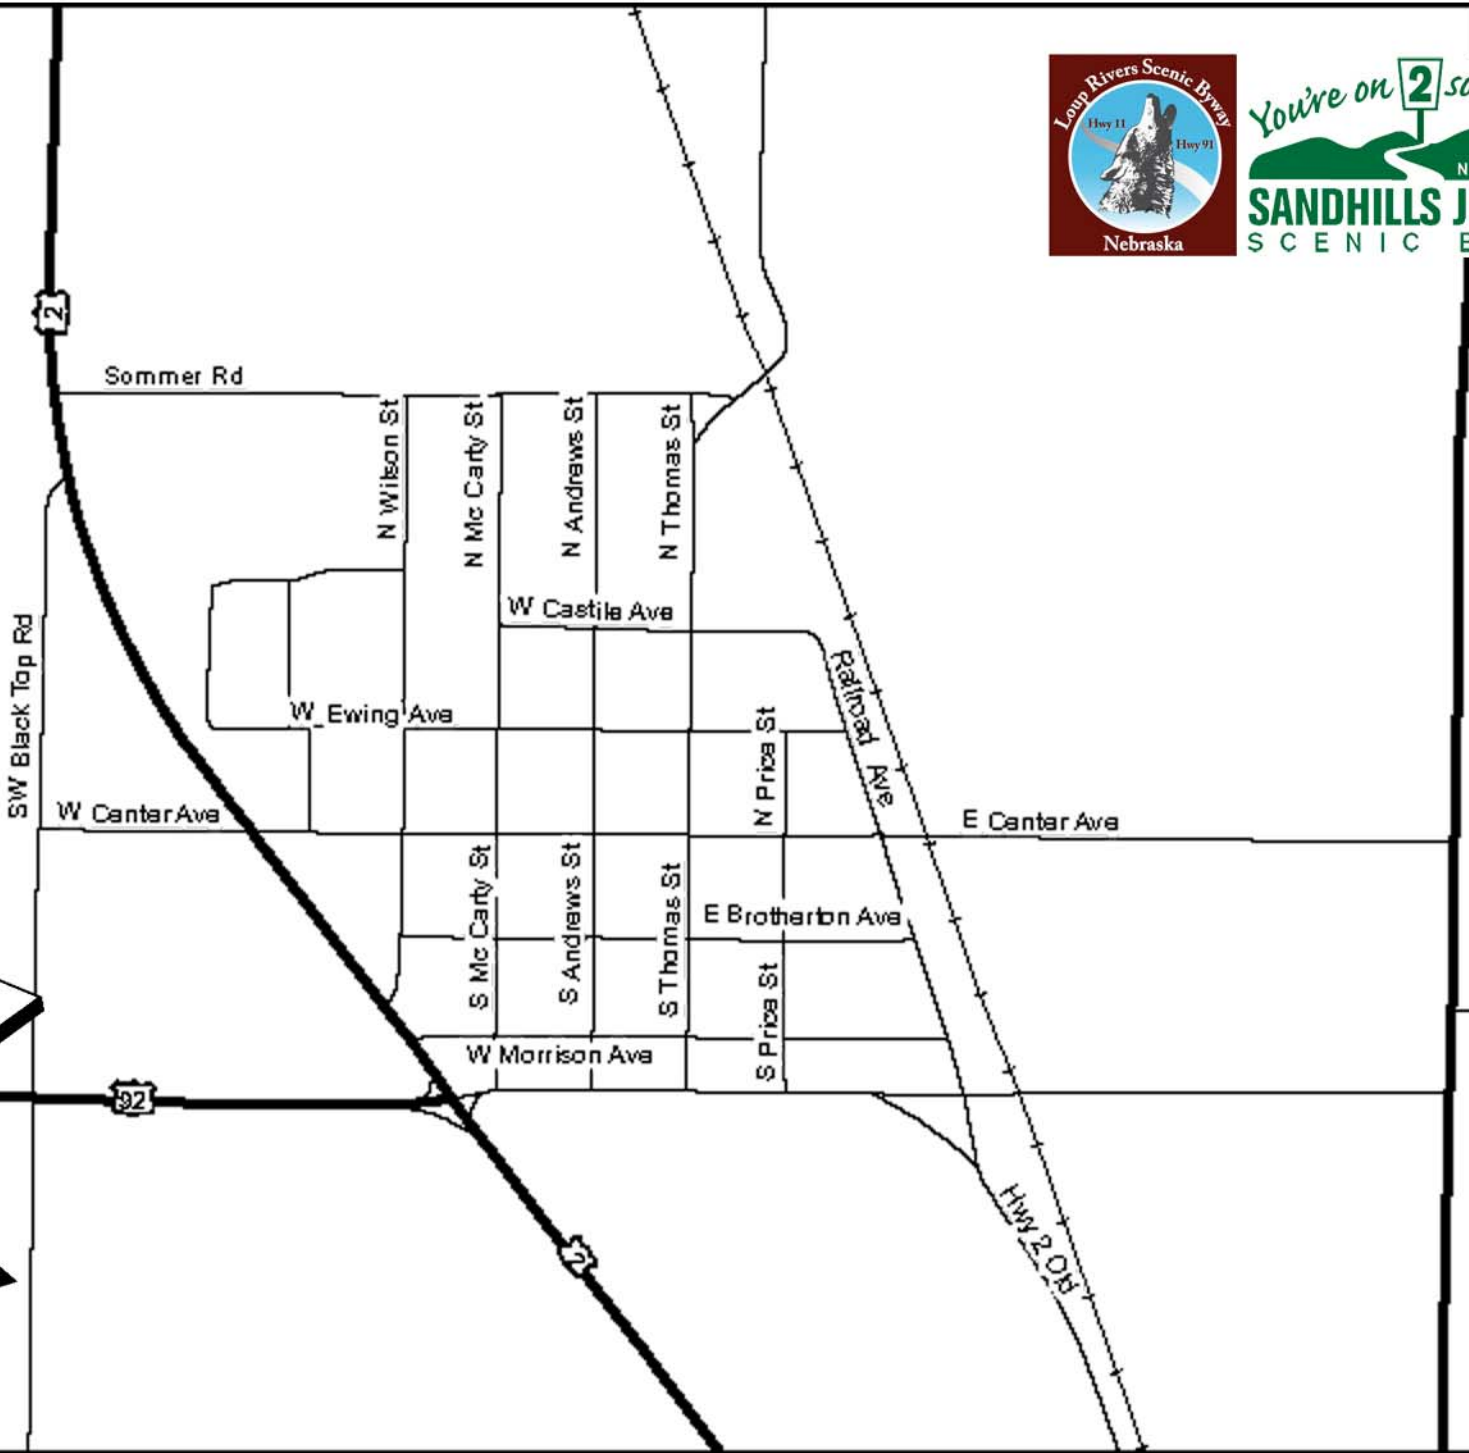 Loup Rivers Scenic Byway
Hwy 11
Hwy 91
Nebraska
You're on 2
SANDHILLS J
SCENIC
2
Sommer Rd
N Wilson St
N Mc Carty St
N Andrews St
N Thomas St
W Castile Ave
SW Black Top Rd
Railroad Ave
W Ewing Ave
N Price St
W Center Ave
E Center Ave
S Mc Carty St
S Andrews St
S Thomas St
E Brotherton Ave
S Price St
W Morrison Ave
92
2
Hwy 2 Old